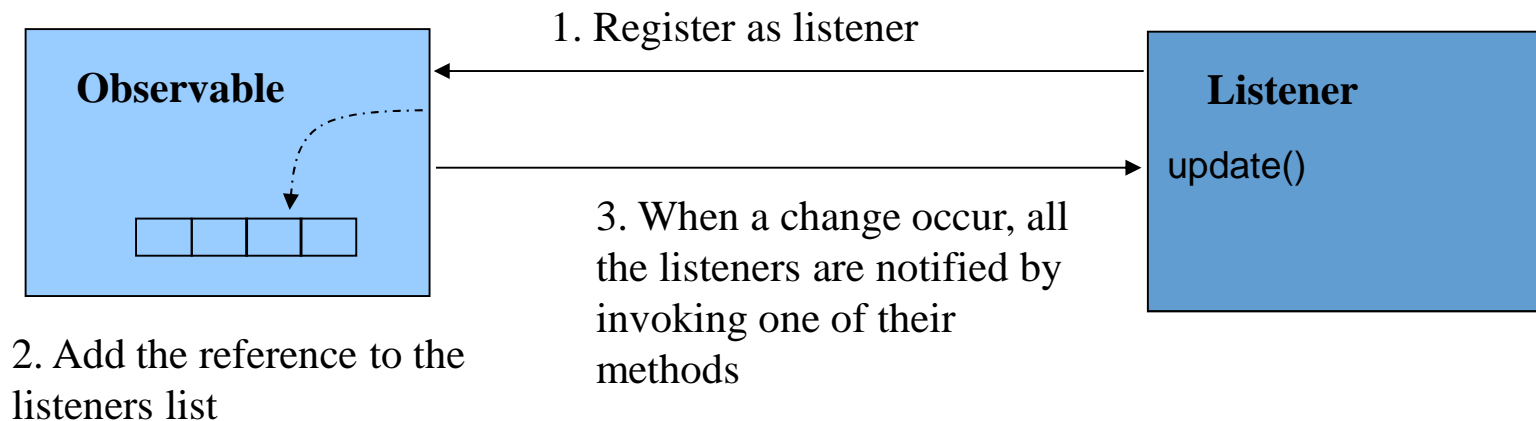 1. Register as listener
Observable
Listener
update()
3. When a change occur, all
the listeners are notified by
invoking one of their
methods
2. Add the reference to the
listeners list